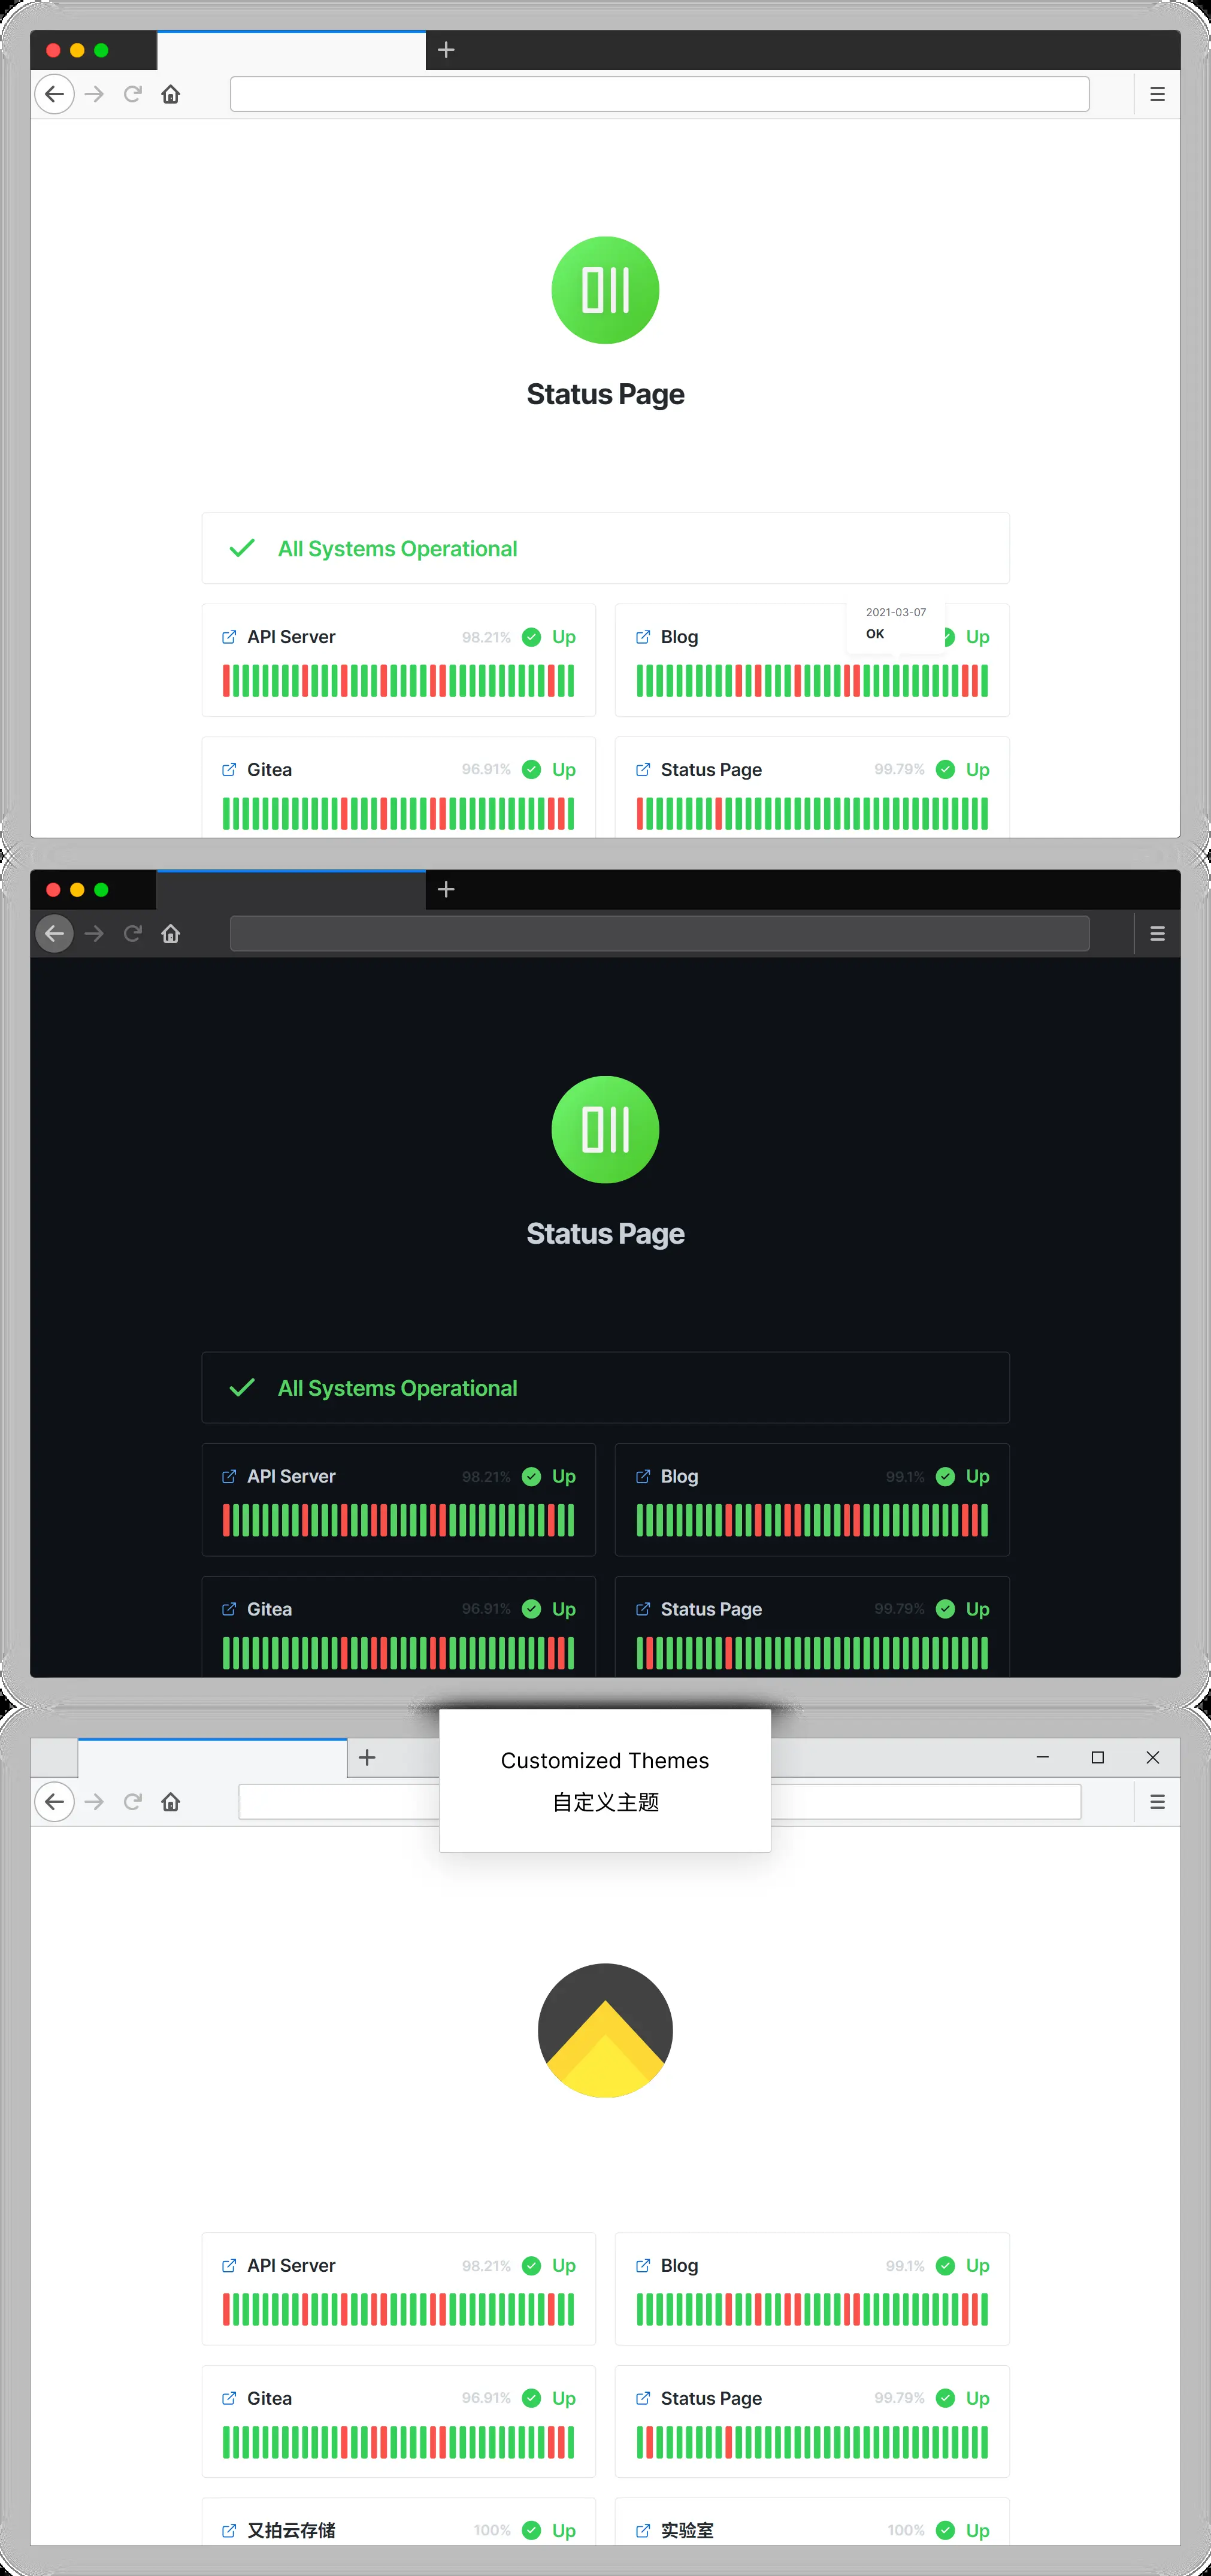 Status Page
All Systems Operational
API Server 98.21% Up
2021-03-07
OK
Blog Up
Gitea 96.91% Up
Status Page 99.79% Up
Status Page
All Systems Operational
API Server 98.21% Up
Blog 99.1% Up
Gitea 96.91% Up
Status Page 99.79% Up
Customized Themes
自定义主题
API Server 98.21% Up
Blog 99.1% Up
Gitea 96.91% Up
Status Page 99.79% Up
又拍云存储 100% Up
实验室 100% Up